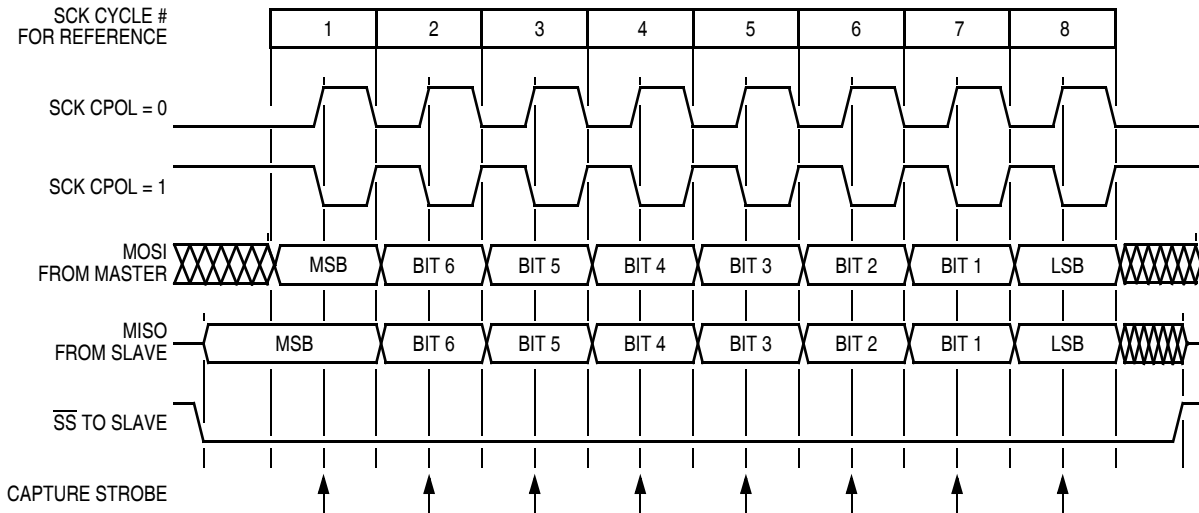 SCK CYCLE #
FOR REFERENCE
1 2 3 4 5 6 7 8
SCK CPOL = 0
SCK CPOL = 1
MOSI
FROM MASTER
MSB BIT 6 BIT 5 BIT 4 BIT 3 BIT 2 BIT 1 LSB
MISO
FROM SLAVE
MSB BIT 6 BIT 5 BIT 4 BIT 3 BIT 2 BIT 1 LSB
S̅S̅ TO SLAVE
CAPTURE STROBE